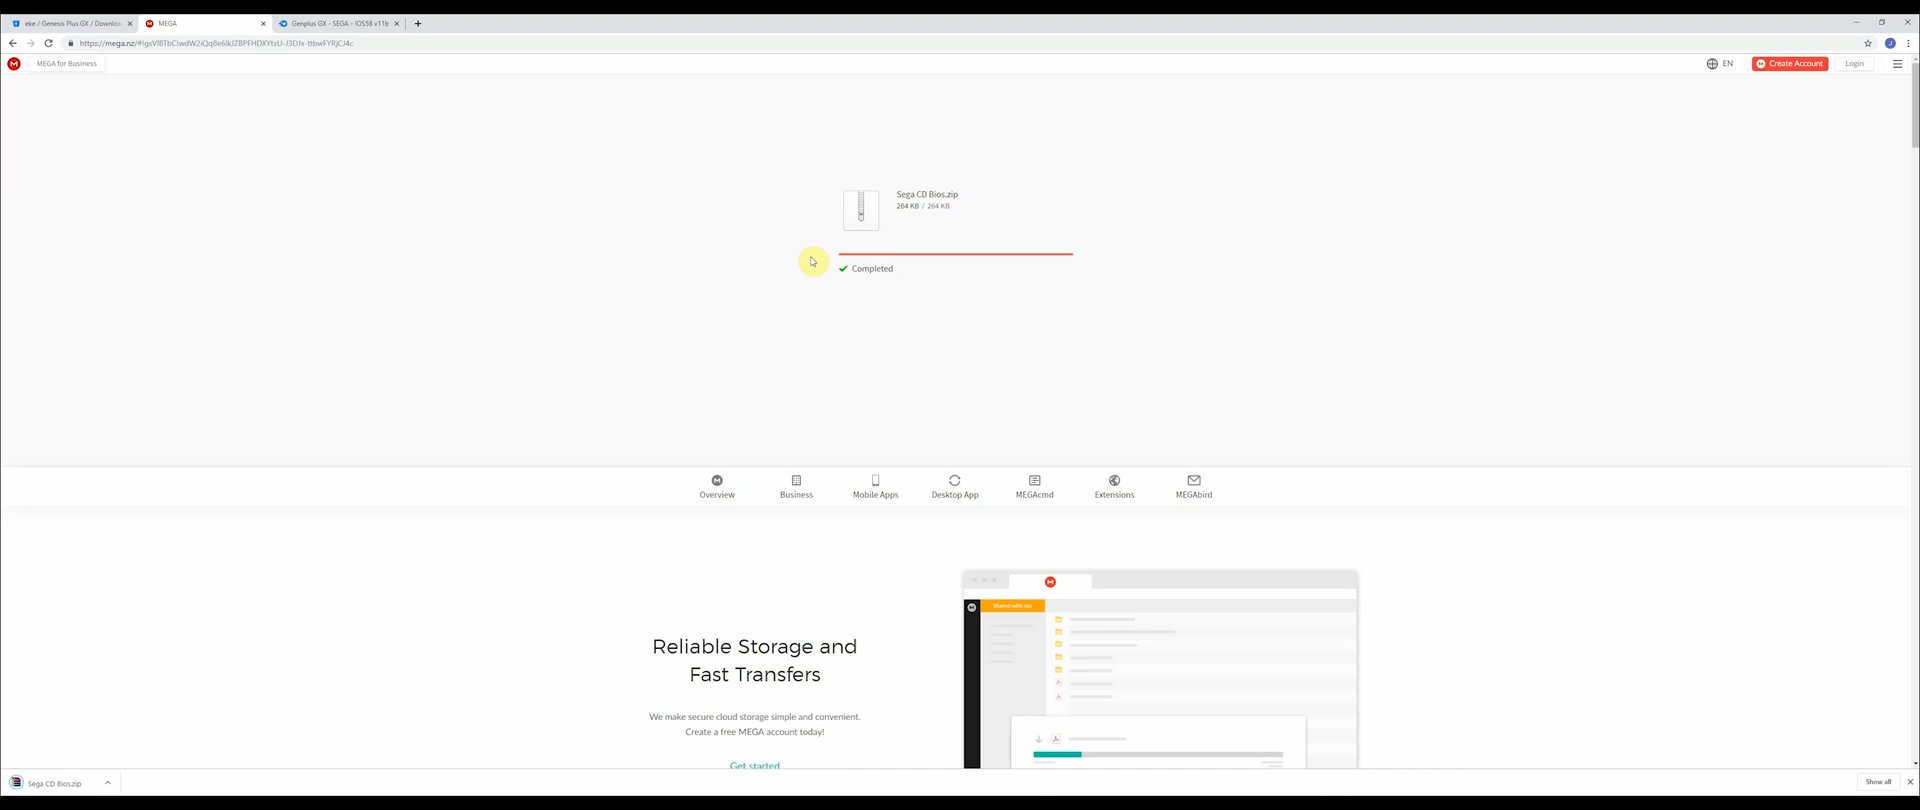 eke / Genesis Plus GX / Downloa
MEGA
Genplus GX - SEGA - IOS58 v11b
MEGA for Business
EN
Create Account
Login
Sega CD Bios.zip
264 KB / 264 KB
Completed
Overview
Business
Mobile Apps
Desktop App
MEGAcmd
Extensions
MEGAbird
Shared with me
Reliable Storage and
Fast Transfers
We make secure cloud storage simple and convenient.
Create a free MEGA account today!
Get started
Sega CD Bios.zip
Show all